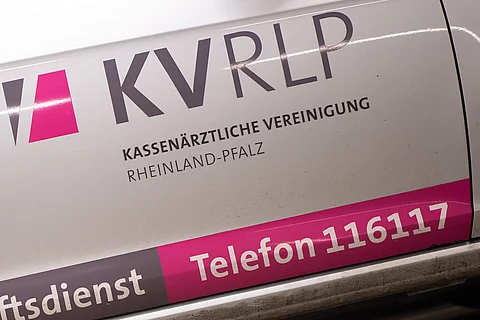 KVRLP
KASSENÄRZTLICHE VEREINIGUNG
RHEINLAND-PFALZ
ftsdienst
Telefon 116117